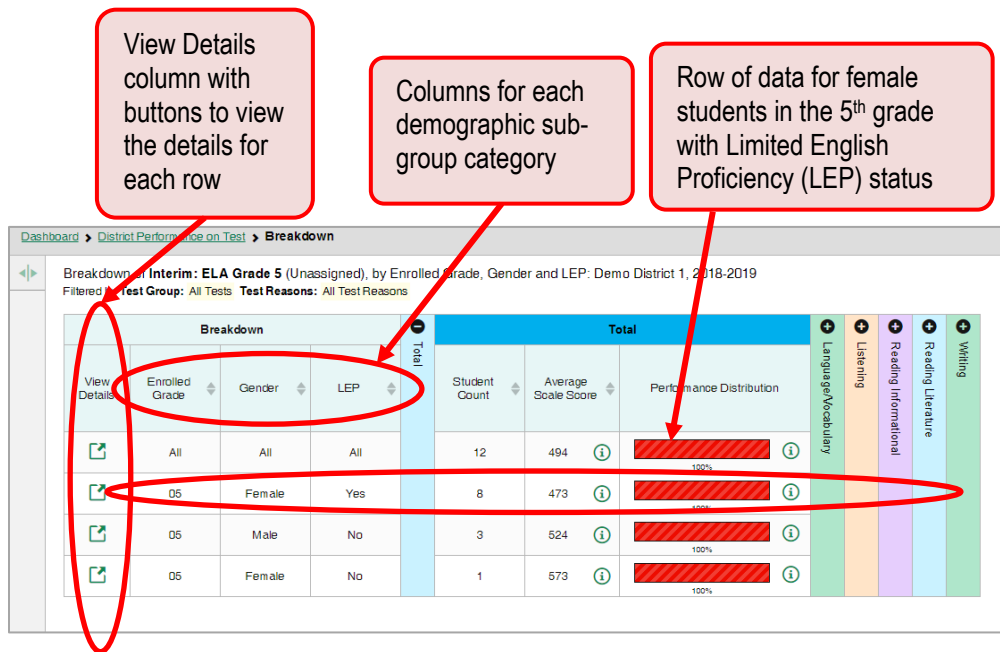 View Details
column with
buttons to view
the details for
each row
Columns for each
demographic sub-
group category
Row of data for female
students in the 5th grade
with Limited English
Proficiency (LEP) status
Dashboard > District Performance on Test > Breakdown
Breakdown of Interim: ELA Grade 5 (Unassigned), by Enrolled Grade, Gender and LEP: Demo District 1, 2018-2019
Filtered by Test Group: All Tests Test Reasons: All Test Reasons
Breakdown
Total
Total
View
Details
Enrolled
Grade
Gender
LEP
Student
Count
Average
Scale Score
Performance Distribution
Language/Vocabulary
Listening
Reading Informational
Reading Literature
Writing
All All All 12 494
100%
05 Female Yes 8 473
100%
05 Male No 3 524
100%
05 Female No 1 573
100%